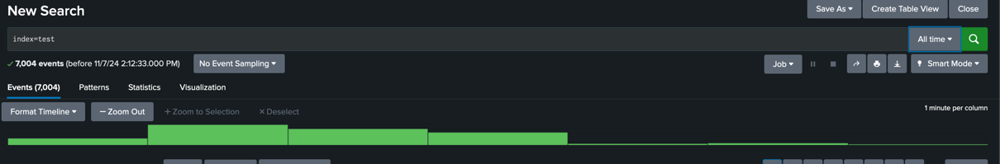 New Search
Save As ▾ Create Table View Close
index=test
All time ▾
✓ 7,004 events (before 11/7/24 2:12:33.000 PM) No Event Sampling ▾
Job ▾ Smart Mode ▾
Events (7,004) Patterns Statistics Visualization
Format Timeline ▾ — Zoom Out + Zoom to Selection × Deselect
1 minute per column